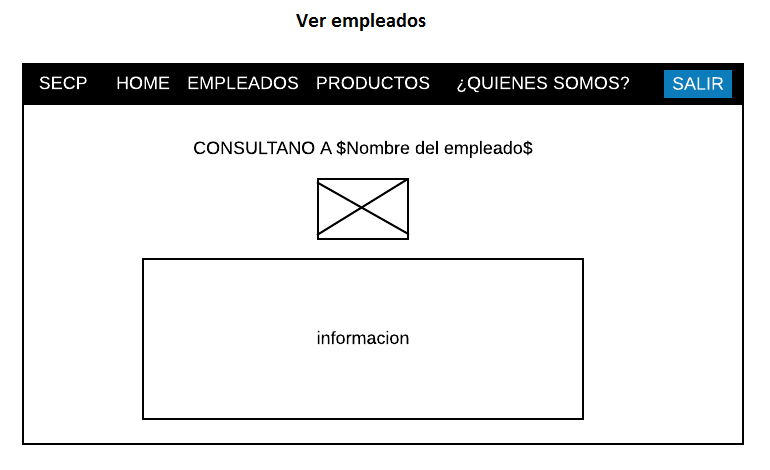 Ver empleados
SECP HOME EMPLEADOS PRODUCTOS ¿QUIENES SOMOS? SALIR
CONSULTANO A $Nombre del empleado$
informacion